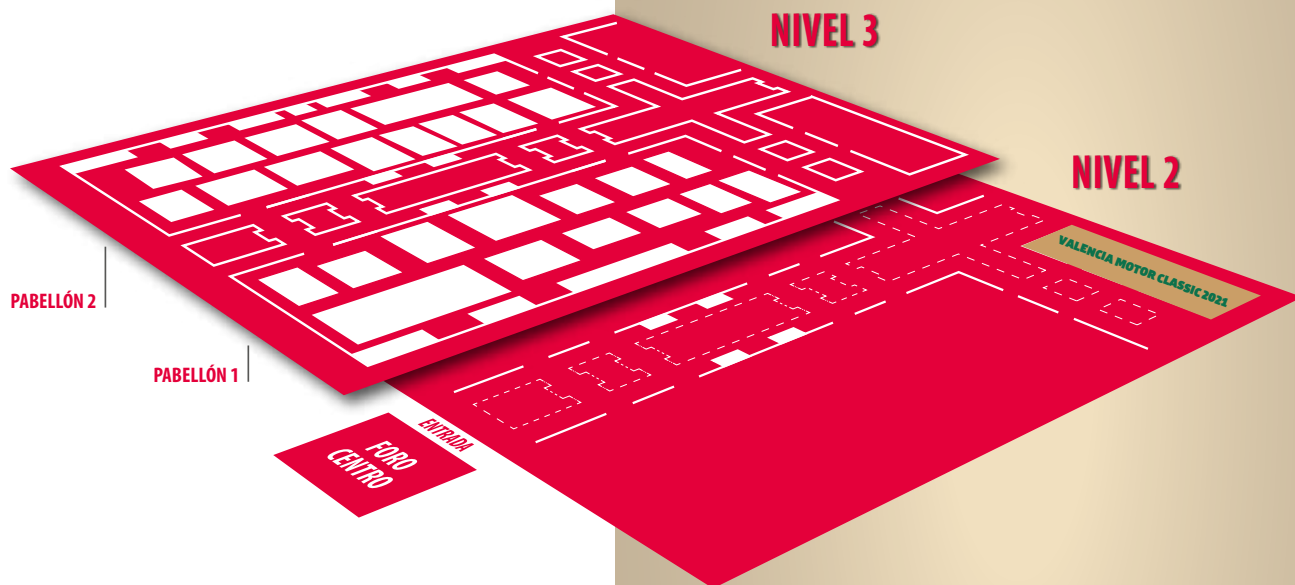 NIVEL 3
NIVEL 2
VALENCIA MOTOR CLASSIC 2021
PABELLÓN 2
PABELLÓN 1
ENTRADA
FORO
CENTRO